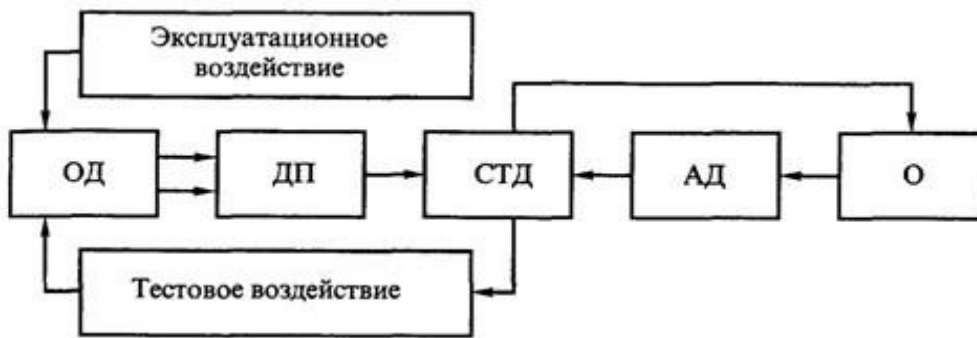 Эксплуатационное
воздействие
ОД
ДП
СТД
АД
О
Тестовое воздействие